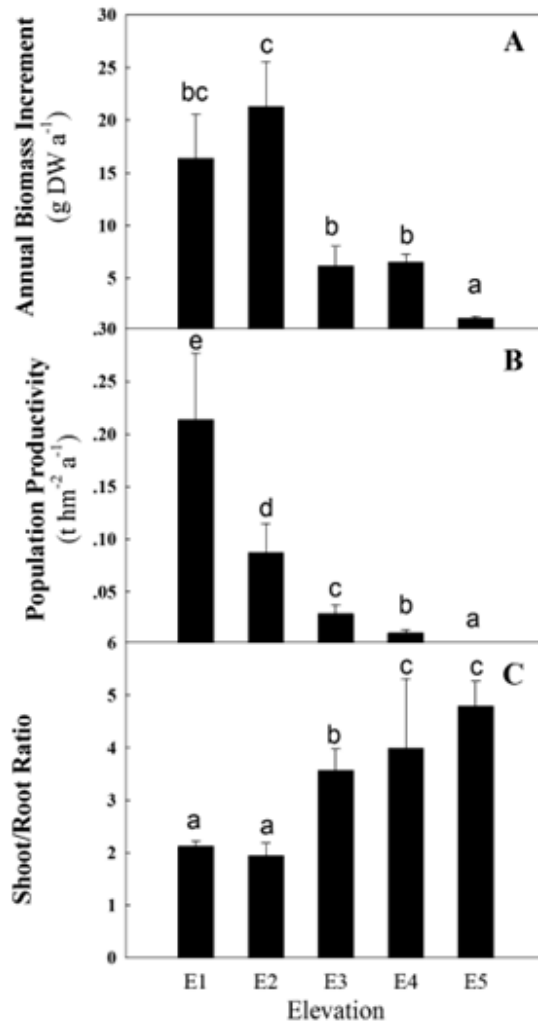 A
Annual Biomass Increment
(g DW a⁻¹)
30
25
20
15
10
5
bc
c
b
b
a
B
Population Productivity
(t hm⁻² a⁻¹)
.30
.25
.20
.15
.10
.05
e
d
c
b
a
C
Shoot/Root Ratio
6
5
4
3
2
1
0
a
a
b
c
c
E1 E2 E3 E4 E5
Elevation